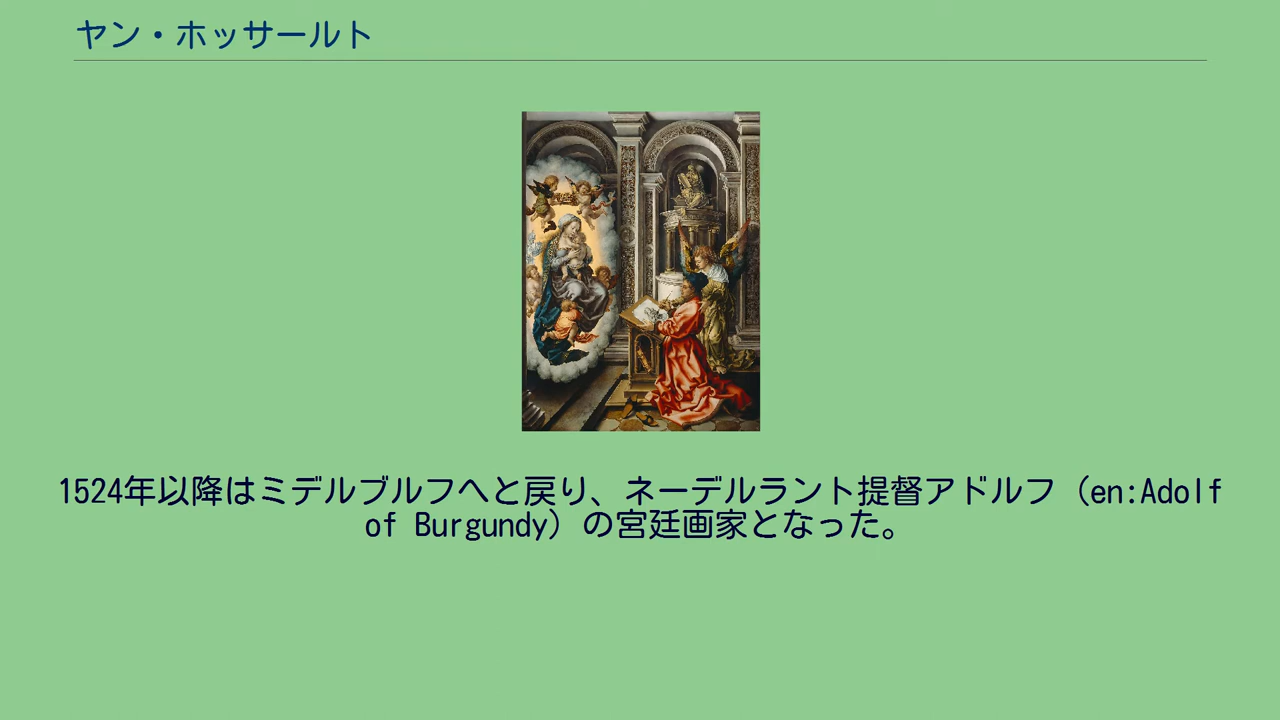 ヤン・ホッサールト
1524年以降はミデルブルフへと戻り、ネーデルラント提督アドルフ（en:Adolf
of Burgundy）の宮廷画家となった。